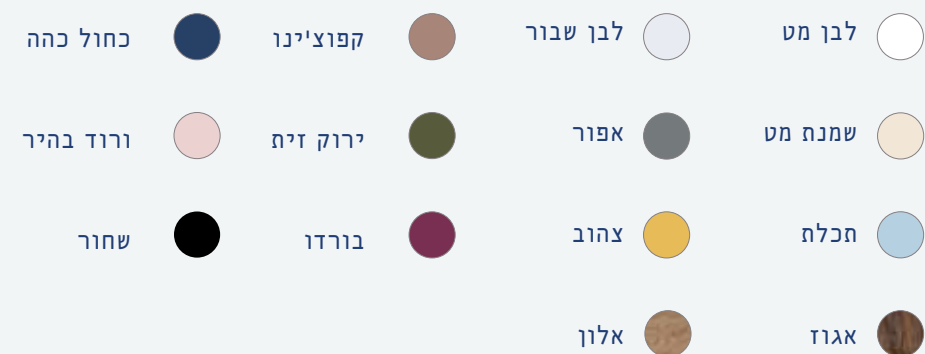 לבן מט
לבן שבור
קפוצ'ינו
כחול כהה
שמנת מט
אפור
ירוק זית
ורוד בהיר
תכלת
צהוב
בורדו
שחור
אגוז
אלון